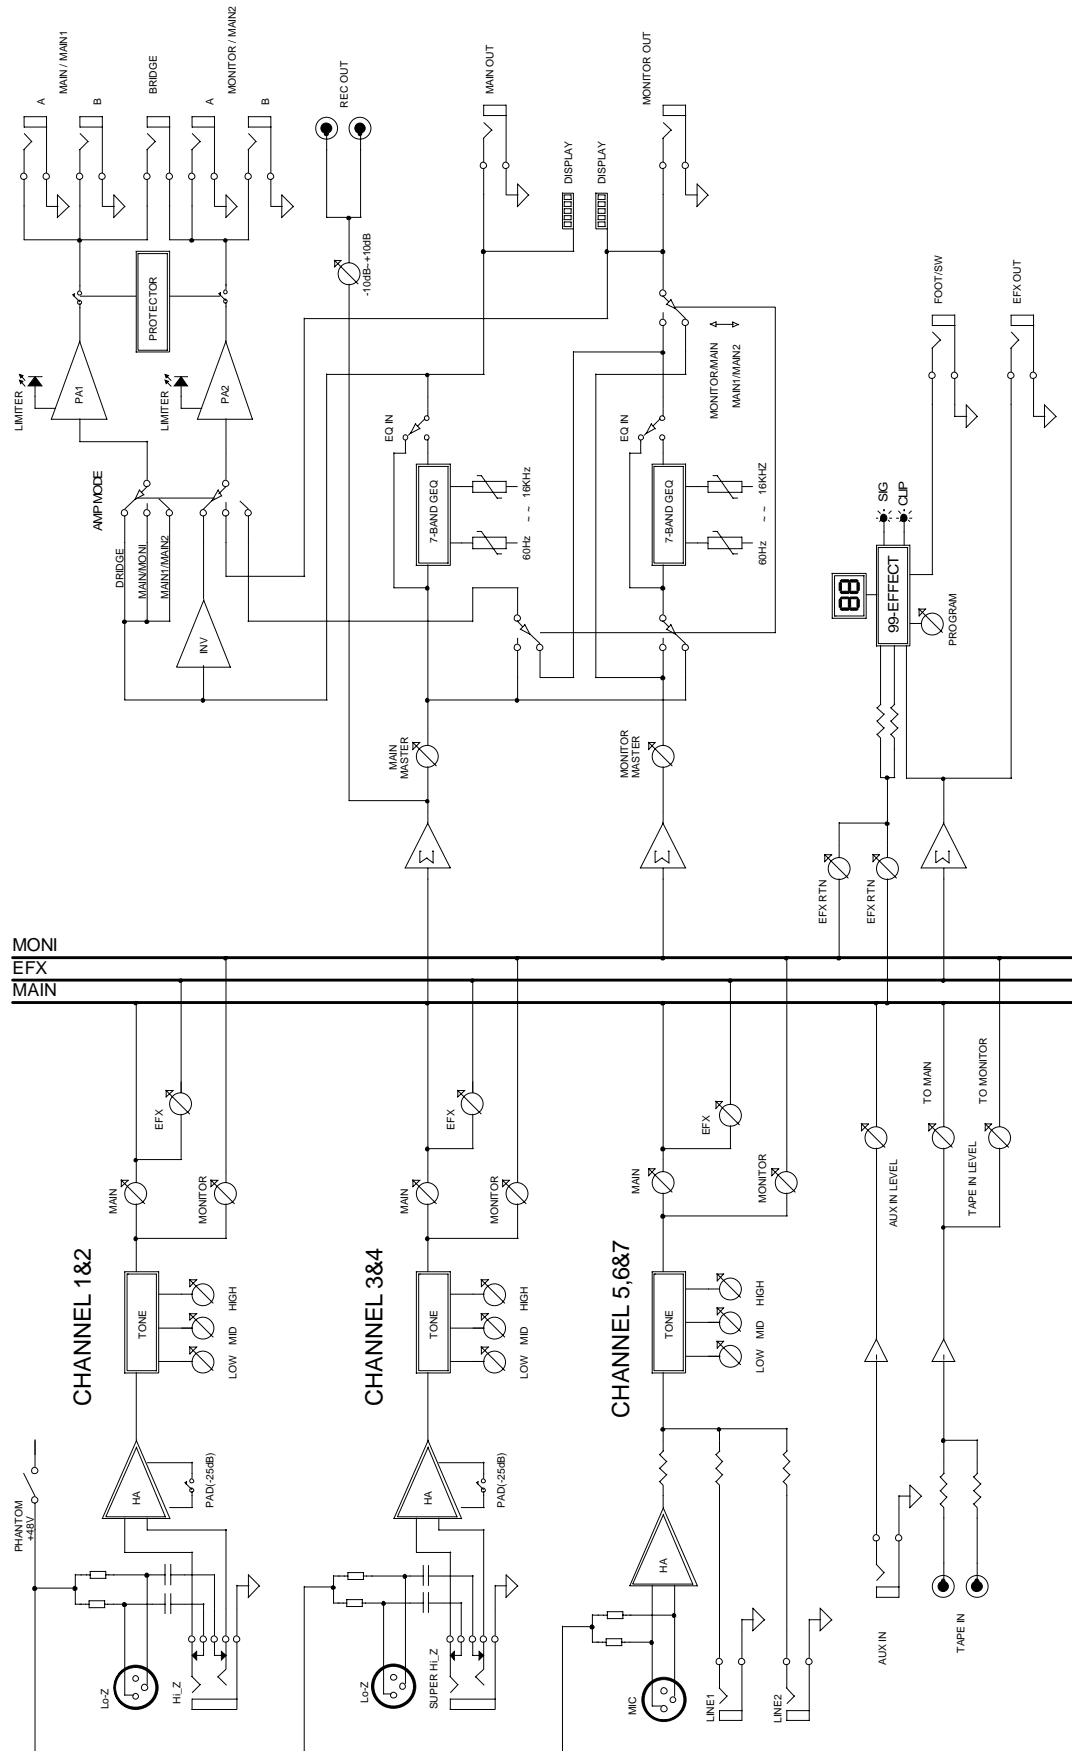 A
MAIN / MAIN1
B
BRIDGE
A
MONITOR / MAIN2
B
REC OUT
MAIN OUT
MONITOR OUT
DISPLAY
DISPLAY
-10dB~+10dB
PROTECTOR
LIMITER
PA1
LIMITER
PA2
AMP MODE
DRIDGE
MAIN/MONI
MAIN1/MAIN2
INV
EQ IN
7-BAND GEQ
60Hz ~ ~ 16KHz
EQ IN
7-BAND GEQ
60Hz ~ ~ 16KHZ
MONITOR/MAIN
MAIN1/MAIN2
FOOT/SW
EFX OUT
SIG
CLIP
88
99-EFFECT
PROGRAM
MAIN
MASTER
MONITOR
MASTER
Σ
Σ
Σ
EFX RTN
EFX RTN
MONI
EFX
MAIN
EFX
MAIN
MONITOR
CHANNEL 1&2
TONE
LOW MID HIGH
PHANTOM
+48V
HA
PAD(-25dB)
Lo-Z
Hi_Z
EFX
MAIN
MONITOR
CHANNEL 3&4
TONE
LOW MID HIGH
HA
PAD(-25dB)
Lo-Z
SUPER Hi_Z
EFX
MAIN
MONITOR
CHANNEL 5,6&7
TONE
LOW MID HIGH
HA
MIC
LINE1
LINE2
AUX IN LEVEL
TO MAIN
TAPE IN LEVEL
TO MONITOR
AUX IN
TAPE IN